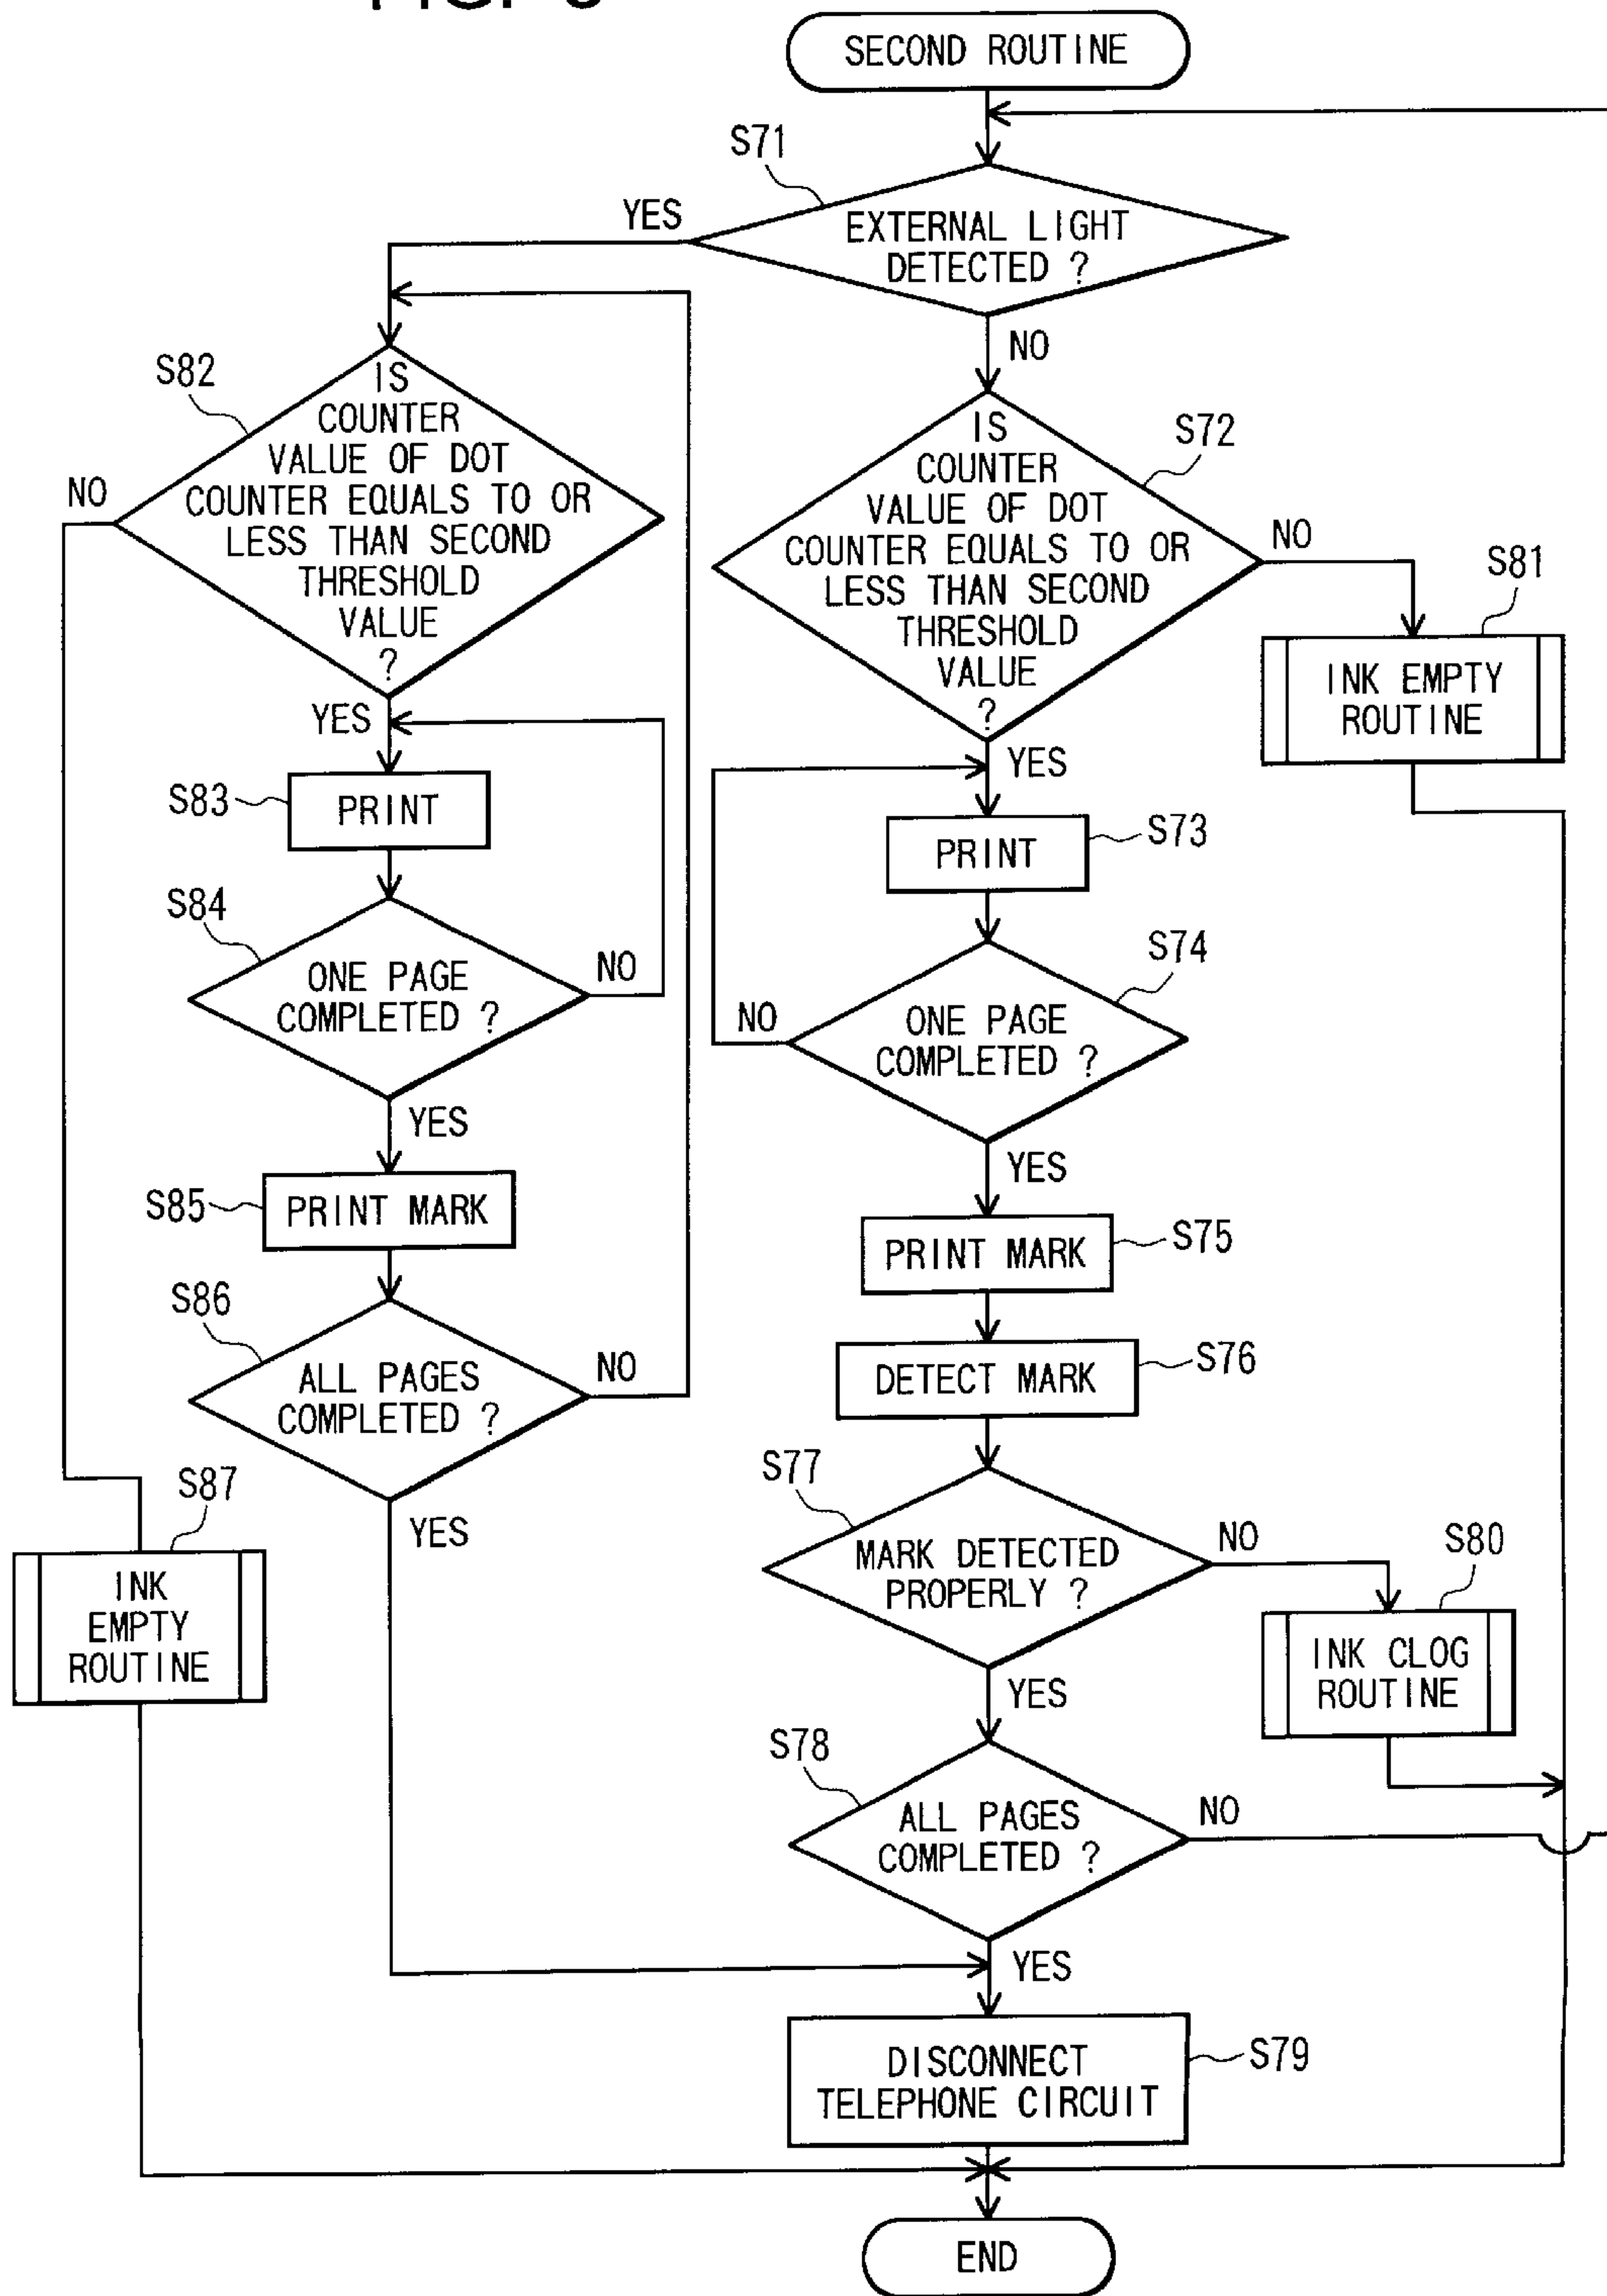 SECOND ROUTINE
S71
EXTERNAL LIGHT
DETECTED ?
YES
NO
S82
IS
COUNTER
VALUE OF DOT
COUNTER EQUALS TO OR
LESS THAN SECOND
THRESHOLD
VALUE
?
NO
YES
S72
IS
COUNTER
VALUE OF DOT
COUNTER EQUALS TO OR
LESS THAN SECOND
THRESHOLD
VALUE
?
NO
YES
S81
INK EMPTY
ROUTINE
S83
PRINT
S73
PRINT
S84
ONE PAGE
COMPLETED ?
NO
YES
S74
ONE PAGE
COMPLETED ?
NO
YES
S85
PRINT MARK
S75
PRINT MARK
S86
ALL PAGES
COMPLETED ?
NO
YES
S76
DETECT MARK
S87
INK
EMPTY
ROUTINE
S77
MARK DETECTED
PROPERLY ?
NO
YES
S80
INK CLOG
ROUTINE
S78
ALL PAGES
COMPLETED ?
NO
YES
S79
DISCONNECT
TELEPHONE CIRCUIT
END